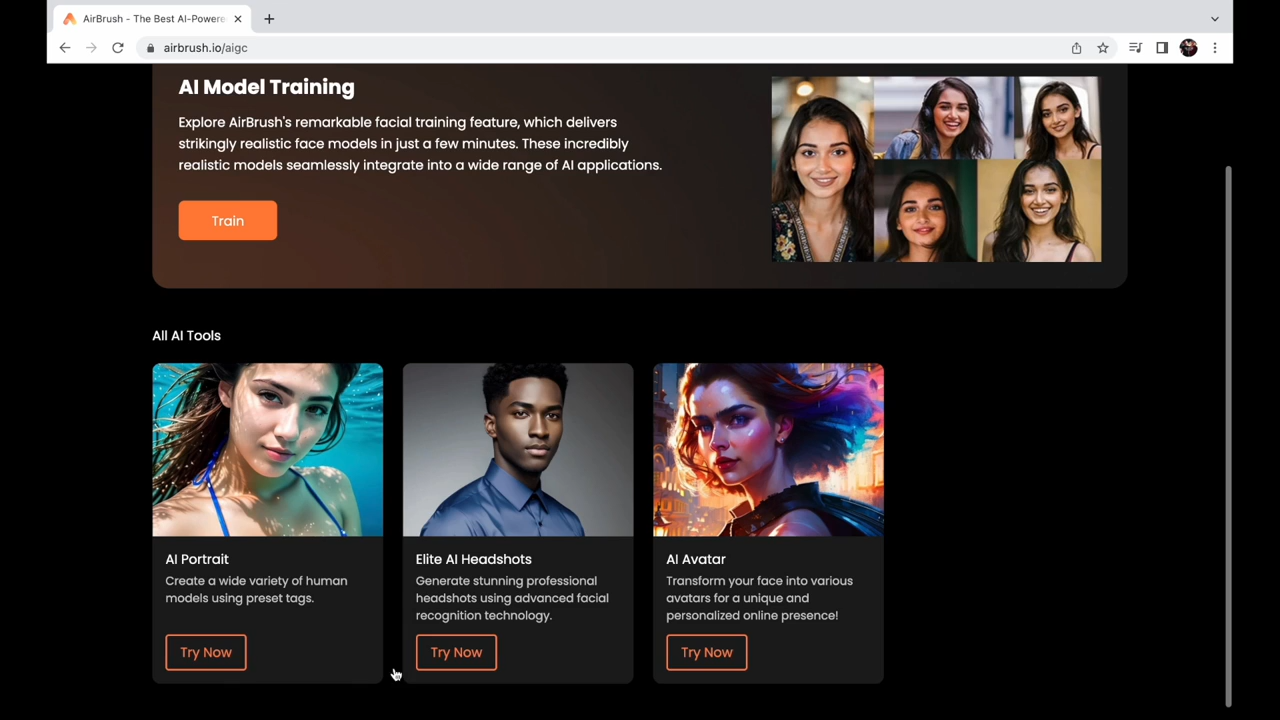 AirBrush - The Best AI-Powere
airbrush.io/aigc
AI Model Training
Explore AirBrush's remarkable facial training feature, which delivers
strikingly realistic face models in just a few minutes. These incredibly
realistic models seamlessly integrate into a wide range of AI applications.
Train
All AI Tools
AI Portrait
Create a wide variety of human
models using preset tags.
Try Now
Elite AI Headshots
Generate stunning professional
headshots using advanced facial
recognition technology.
Try Now
AI Avatar
Transform your face into various
avatars for a unique and
personalized online presence!
Try Now